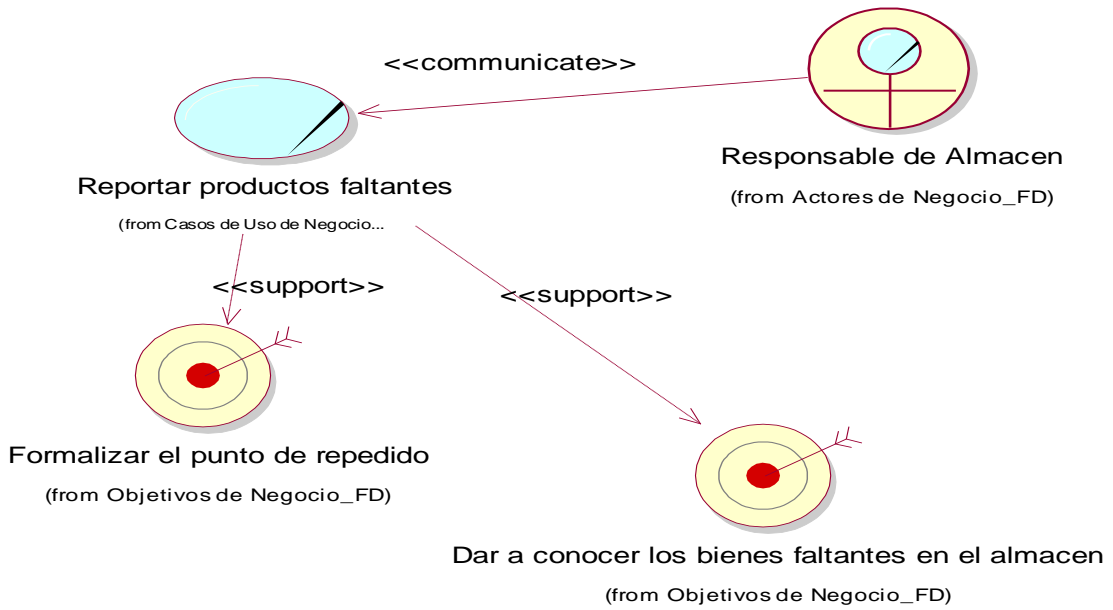 <<communicate>>
Responsable de Almacen
(from Actores de Negocio_FD)
Reportar productos faltantes
(from Casos de Uso de Negocio...
<<support>>
<<support>>
Formalizar el punto de repedido
(from Objetivos de Negocio_FD)
Dar a conocer los bienes faltantes en el almacen
(from Objetivos de Negocio_FD)